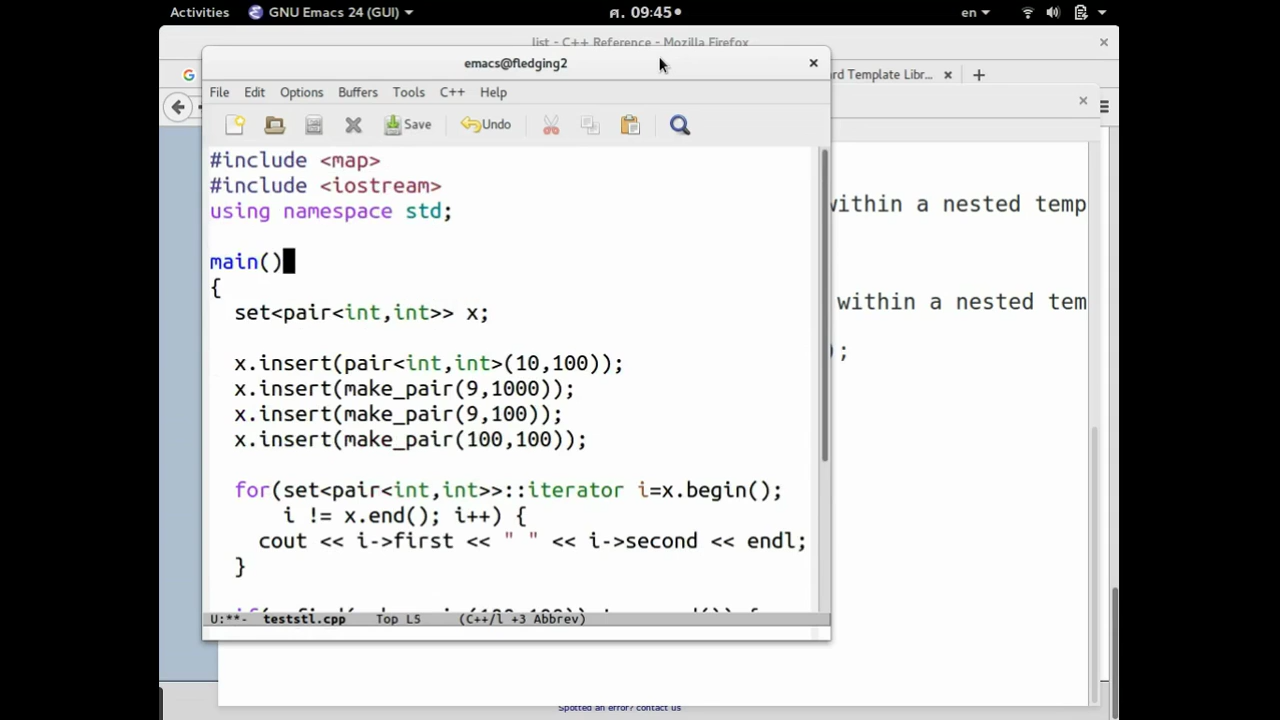 Activities GNU Emacs 24 (GUI) ศ. 09:45 en
list - C++ Reference - Mozilla Firefox
emacs@fledging2
G ard Template Libr...
File Edit Options Buffers Tools C++ Help
Save Undo
#include <map>
#include <iostream>
using namespace std;
within a nested temp
main()
{
set<pair<int,int>> x;
within a nested tem
);
x.insert(pair<int,int>(10,100));
x.insert(make_pair(9,1000));
x.insert(make_pair(9,100));
x.insert(make_pair(100,100));
for(set<pair<int,int>>::iterator i=x.begin();
i != x.end(); i++) {
cout << i->first << " " << i->second << endl;
}
U:**- teststl.cpp Top L5 (C++/l +3 Abbrev)
Spotted an error? contact us